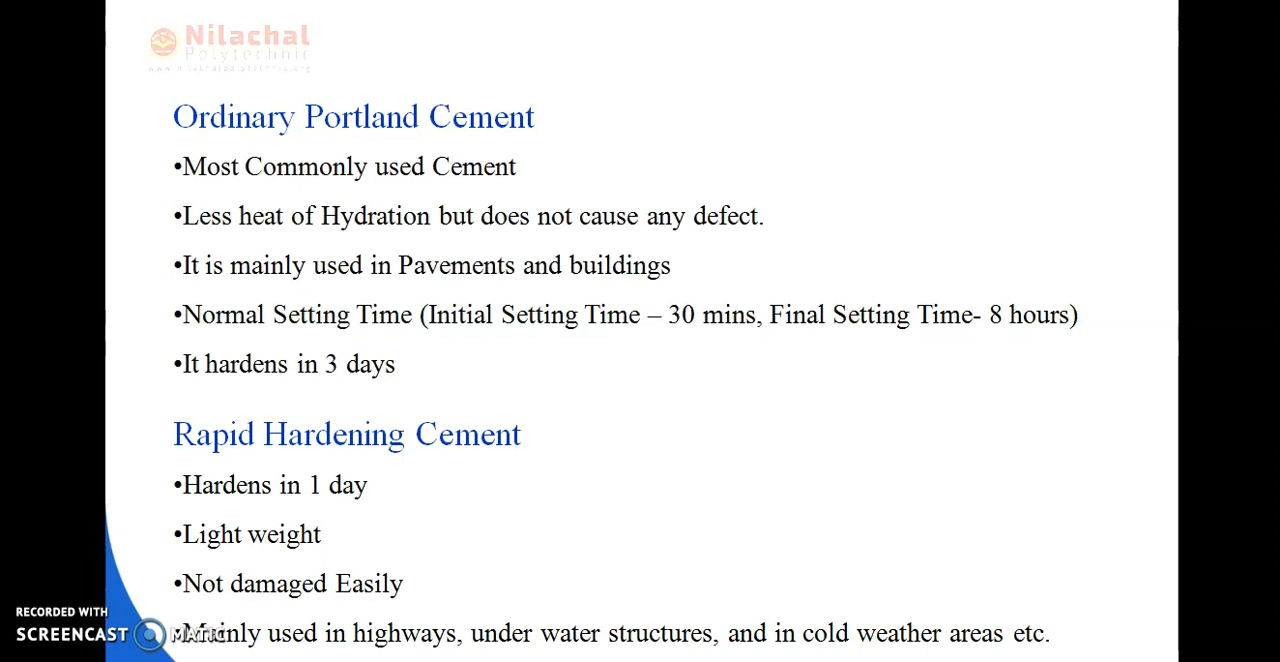 Nilachal
Polytechnic
Ordinary Portland Cement
•Most Commonly used Cement
•Less heat of Hydration but does not cause any defect.
•It is mainly used in Pavements and buildings
•Normal Setting Time (Initial Setting Time – 30 mins, Final Setting Time- 8 hours)
•It hardens in 3 days
Rapid Hardening Cement
•Hardens in 1 day
•Light weight
•Not damaged Easily
•Mainly used in highways, under water structures, and in cold weather areas etc.
RECORDED WITH
SCREENCAST MATIC